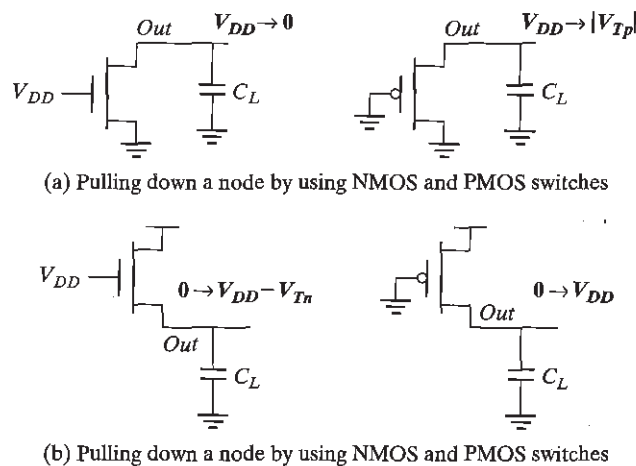 Out V_DD → 0
V_DD
C_L
Out V_DD → |V_Tp|
C_L
(a) Pulling down a node by using NMOS and PMOS switches
V_DD
0 → V_DD − V_Tn
Out
C_L
0 → V_DD
Out
C_L
(b) Pulling down a node by using NMOS and PMOS switches